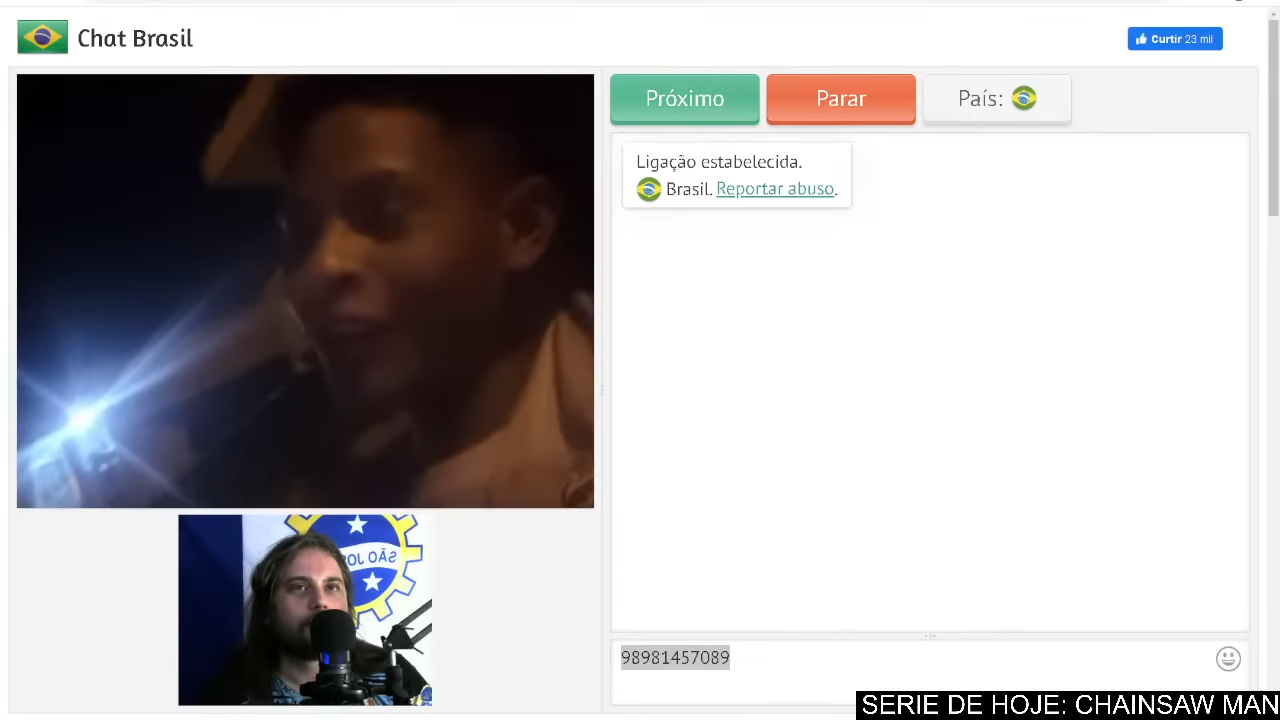 Chat Brasil
Curtir 23 mil
Próximo
Parar
País:
Ligação estabelecida.
Brasil. Reportar abuso.
98981457089
SERIE DE HOJE: CHAINSAW MAN